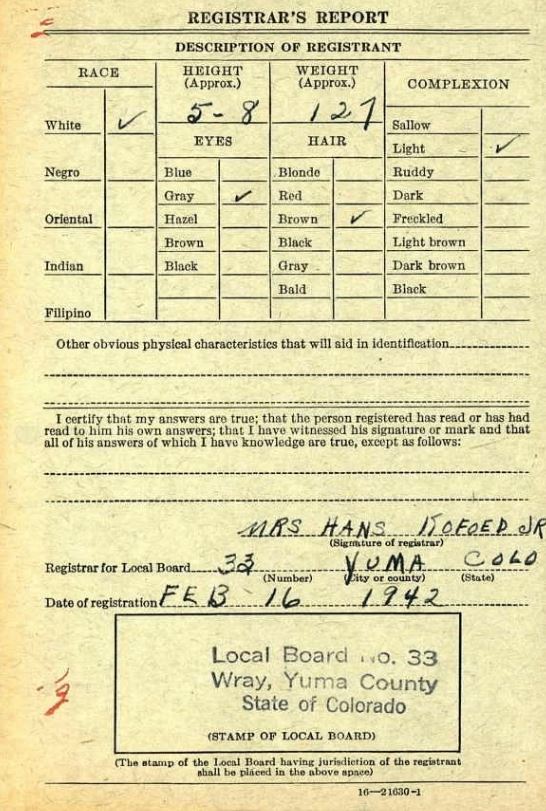 REGISTRAR'S REPORT
DESCRIPTION OF REGISTRANT
RACE
HEIGHT
(Approx.)
WEIGHT
(Approx.)
COMPLEXION
5-8
127
White ✓
EYES
HAIR
Sallow
Light ✓
Negro
Blue
Blonde
Ruddy
Gray ✓
Red
Dark
Oriental
Hazel
Brown ✓
Freckled
Brown
Black
Light brown
Indian
Black
Gray
Dark brown
Bald
Black
Filipino
Other obvious physical characteristics that will aid in identification
I certify that my answers are true; that the person registered has read or has had
read to him his own answers; that I have witnessed his signature or mark and that
all of his answers of which I have knowledge are true, except as follows:
MRS HANS KOFOED JR
(Signature of registrar)
Registrar for Local Board 33 YUMA COLO
(Number) (City or county) (State)
Date of registration FEB 16 1942
Local Board No. 33
Wray, Yuma County
State of Colorado
(STAMP OF LOCAL BOARD)
(The stamp of the Local Board having jurisdiction of the registrant
shall be placed in the above space)
16—21630-1